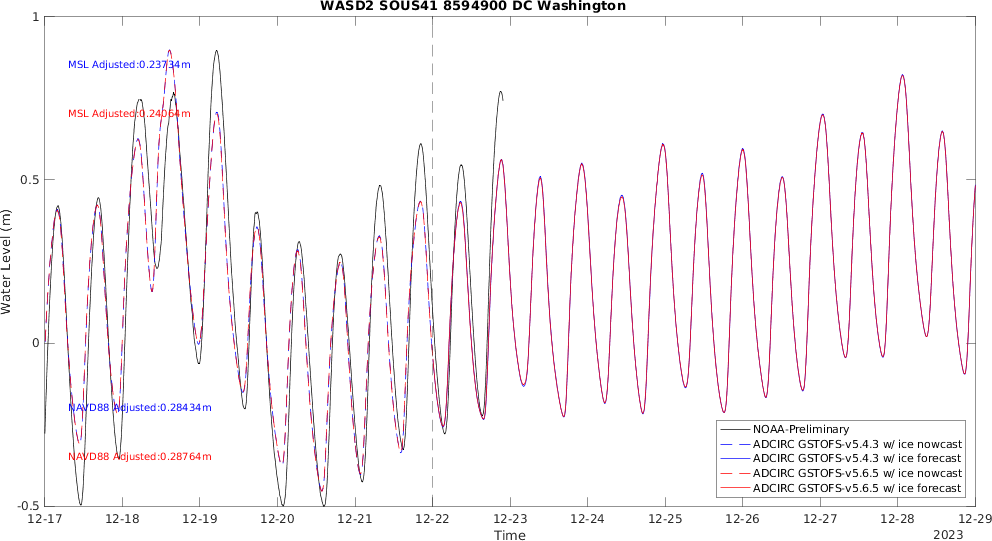 WASD2 SOUS41 8594900 DC Washington
1
MSL Adjusted:0.23734m
MSL Adjusted:0.24064m
0.5
Water Level (m)
0
NAVD88 Adjusted:0.28434m
NAVD88 Adjusted:0.28764m
-0.5
NOAA-Preliminary
ADCIRC GSTOFS-v5.4.3 w/ ice nowcast
ADCIRC GSTOFS-v5.4.3 w/ ice forecast
ADCIRC GSTOFS-v5.6.5 w/ ice nowcast
ADCIRC GSTOFS-v5.6.5 w/ ice forecast
12-17 12-18 12-19 12-20 12-21 12-22 12-23 12-24 12-25 12-26 12-27 12-28 12-29
Time
2023